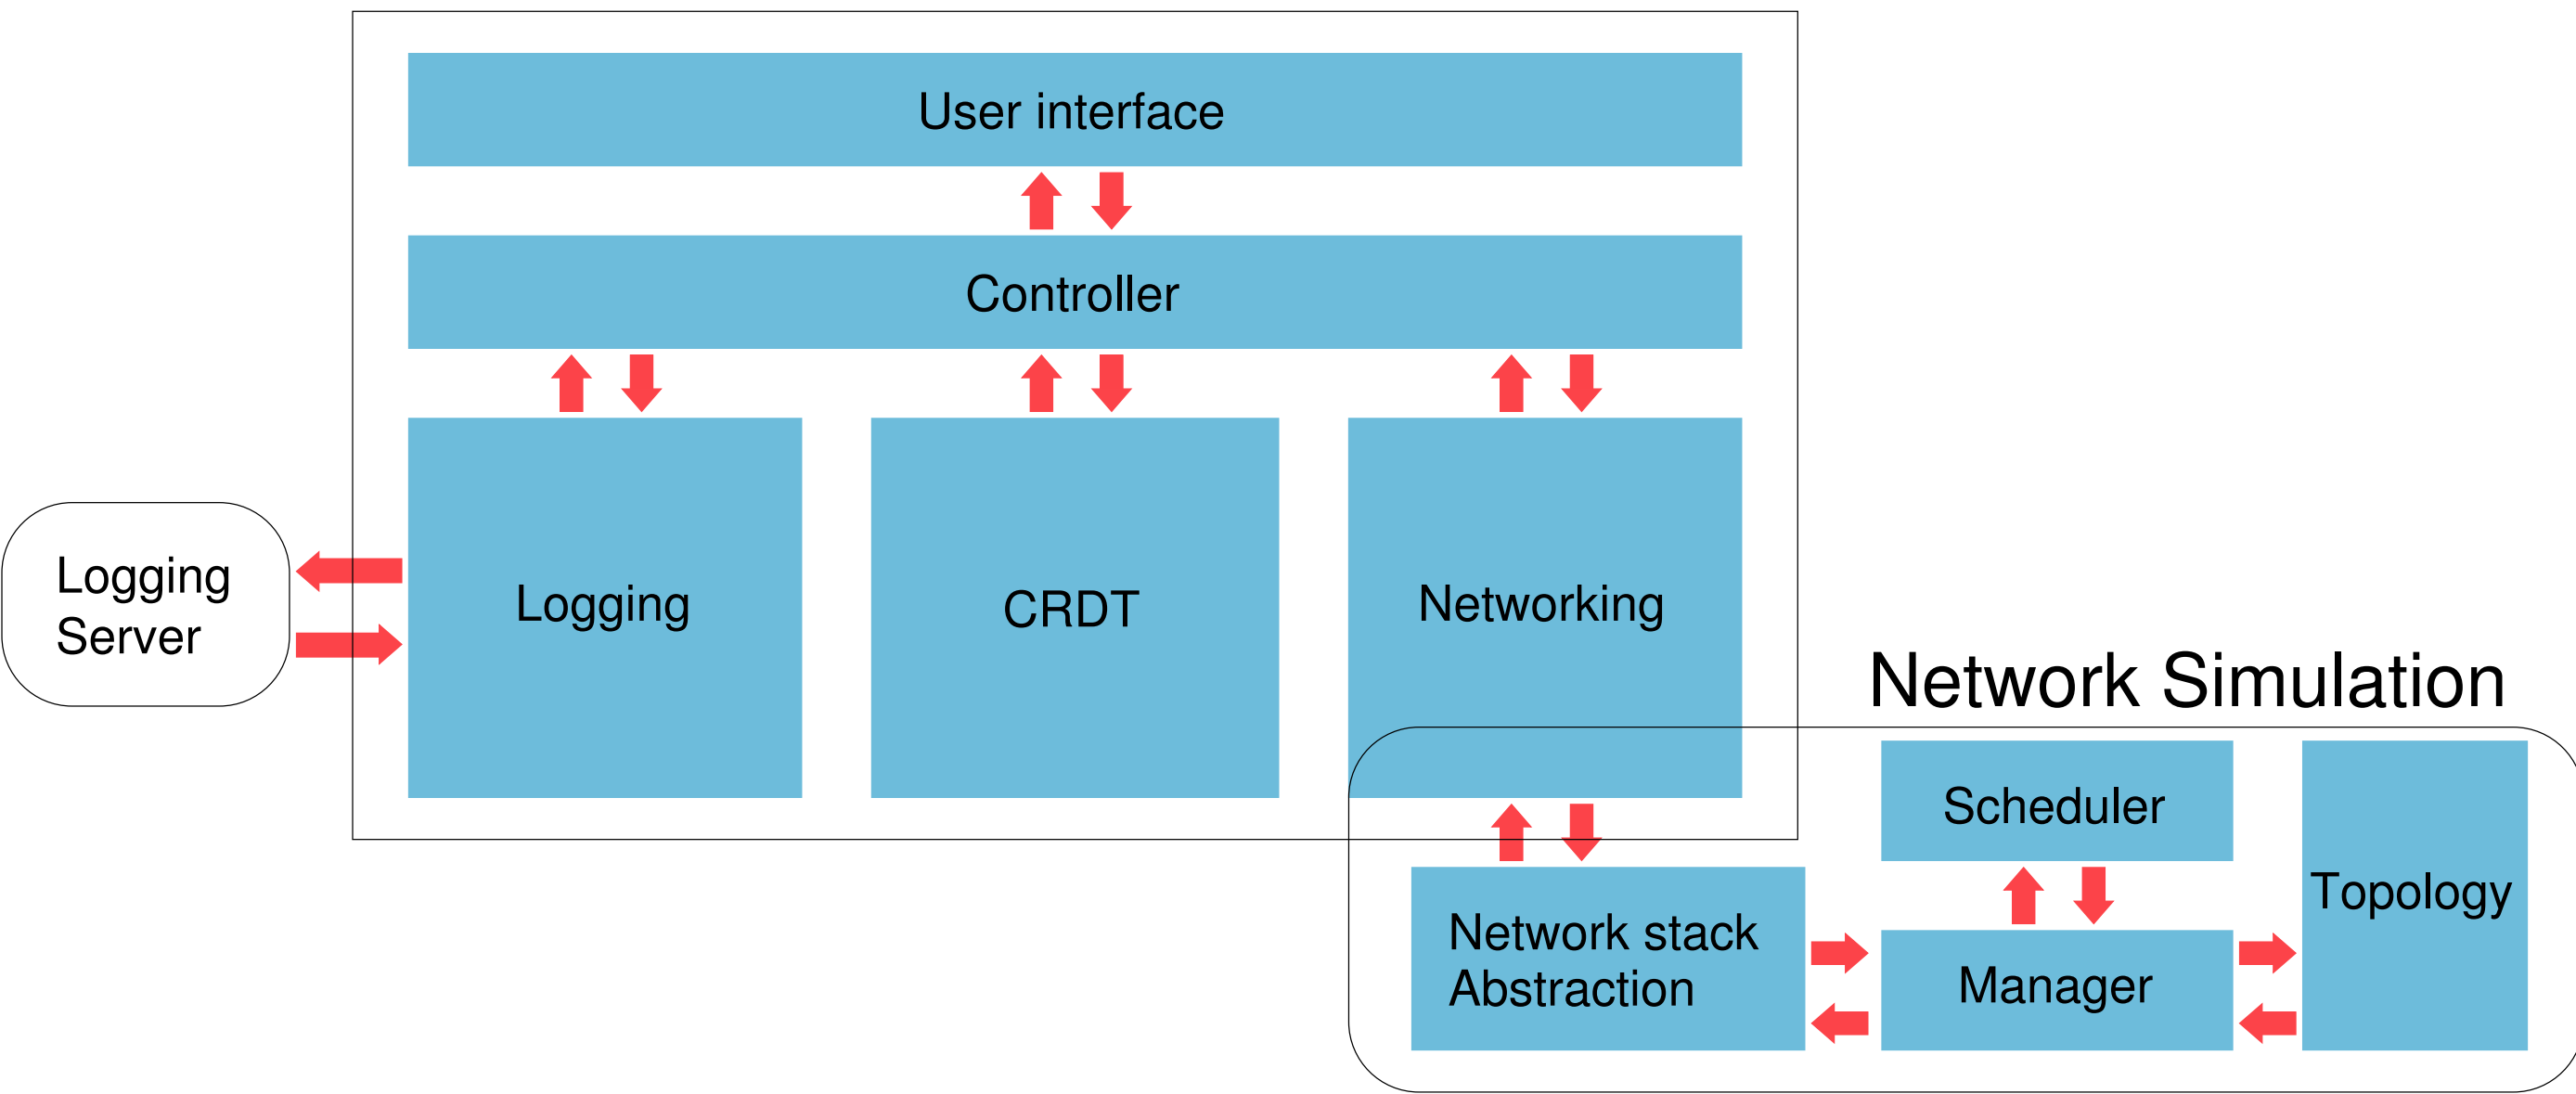 User interface
Controller
Logging
CRDT
Networking
Logging
Server
Network Simulation
Scheduler
Topology
Network stack
Abstraction
Manager